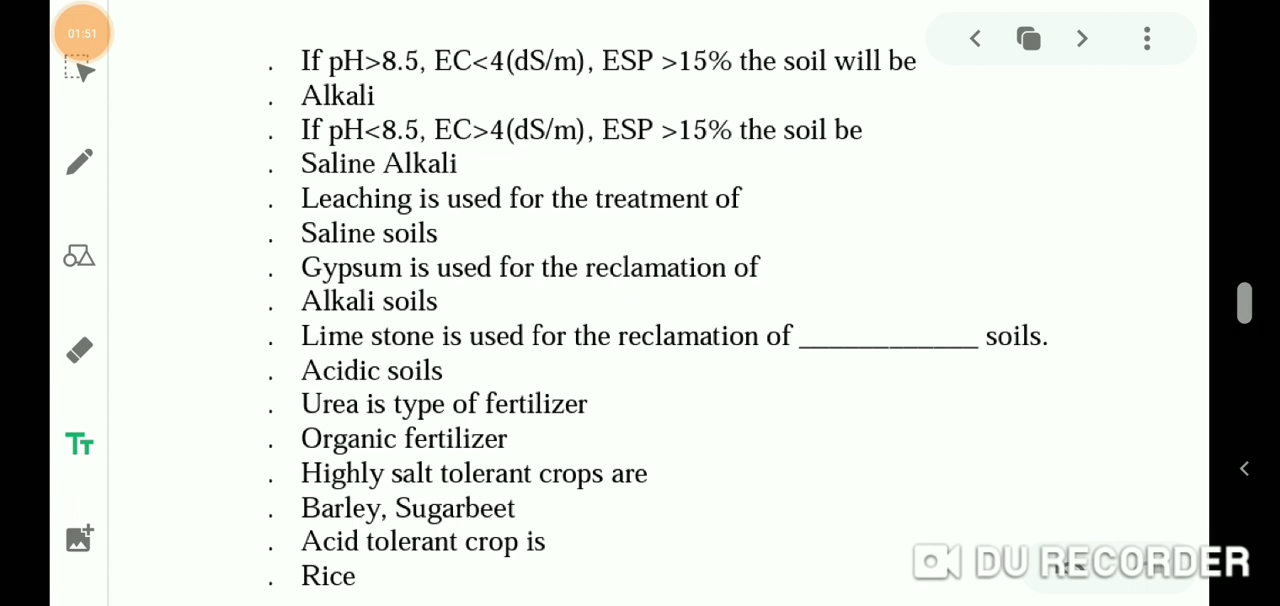 01:51
. If pH>8.5, EC<4(dS/m), ESP >15% the soil will be
. Alkali
. If pH<8.5, EC>4(dS/m), ESP >15% the soil be
. Saline Alkali
. Leaching is used for the treatment of
. Saline soils
. Gypsum is used for the reclamation of
. Alkali soils
. Lime stone is used for the reclamation of _____________ soils.
. Acidic soils
. Urea is type of fertilizer
. Organic fertilizer
. Highly salt tolerant crops are
. Barley, Sugarbeet
. Acid tolerant crop is
. Rice
TT
DU RECORDER